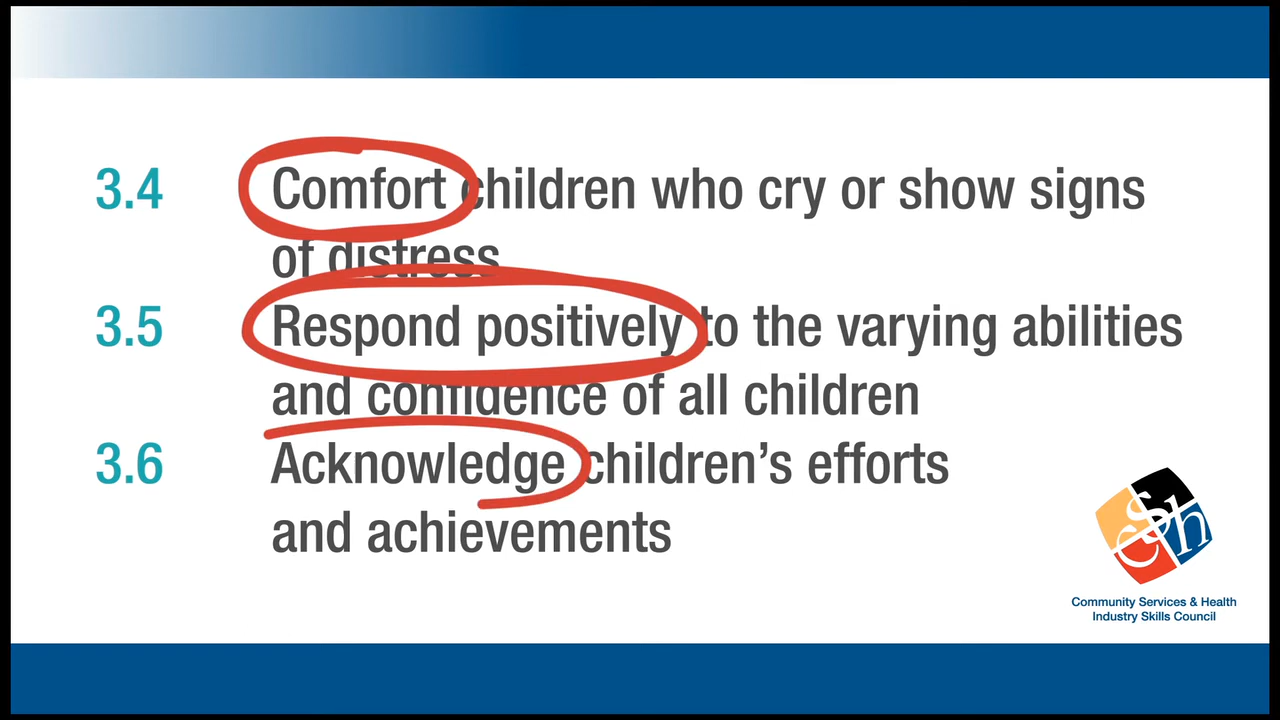 3.4 Comfort children who cry or show signs
of distress
3.5 Respond positively to the varying abilities
and confidence of all children
3.6 Acknowledge children’s efforts
and achievements
cs&h
Community Services & Health
Industry Skills Council